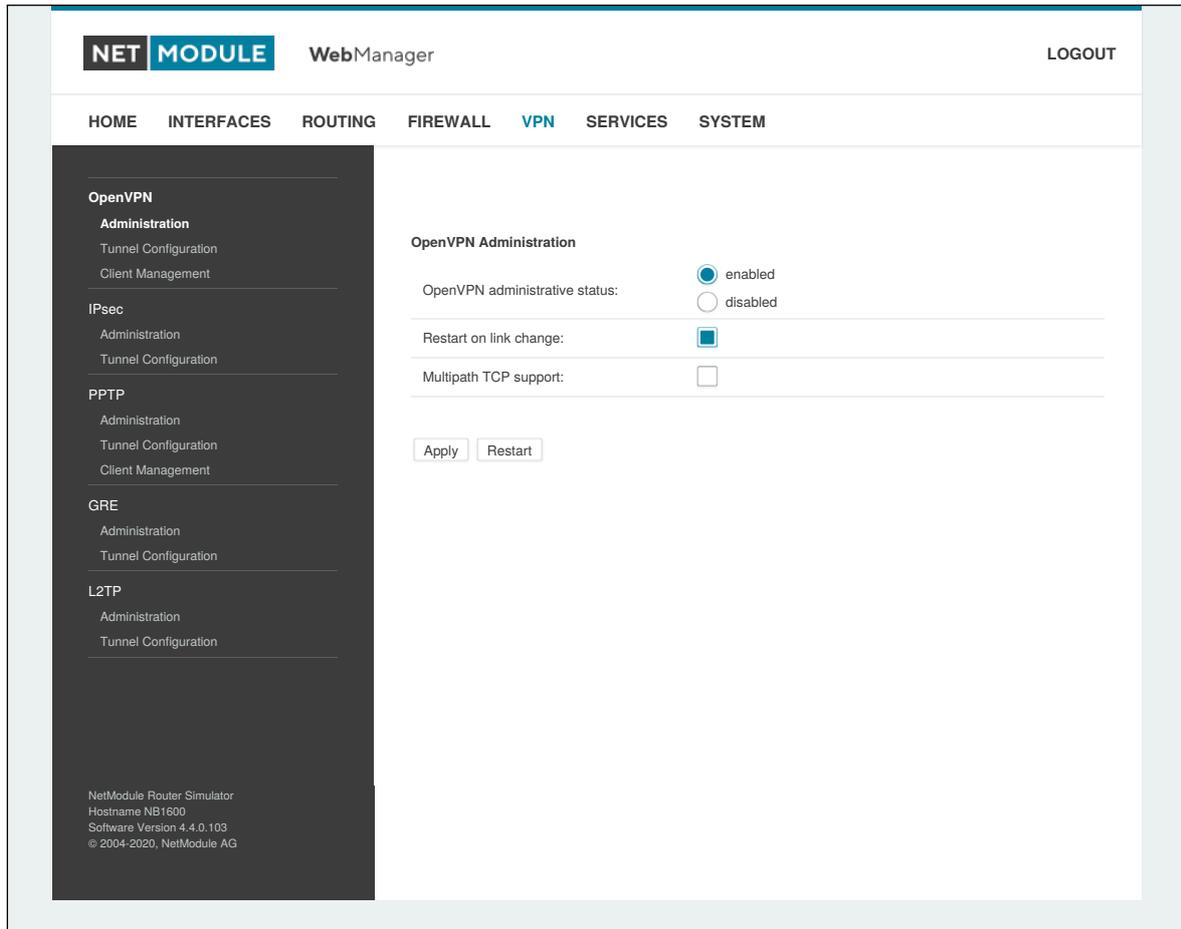 NET MODULE WebManager LOGOUT
HOME INTERFACES ROUTING FIREWALL VPN SERVICES SYSTEM
OpenVPN
Administration
Tunnel Configuration
Client Management
IPsec
Administration
Tunnel Configuration
PPTP
Administration
Tunnel Configuration
Client Management
GRE
Administration
Tunnel Configuration
L2TP
Administration
Tunnel Configuration
NetModule Router Simulator
Hostname NB1600
Software Version 4.4.0.103
© 2004-2020, NetModule AG
OpenVPN Administration
OpenVPN administrative status:
enabled
disabled
Restart on link change:
Multipath TCP support:
Apply Restart